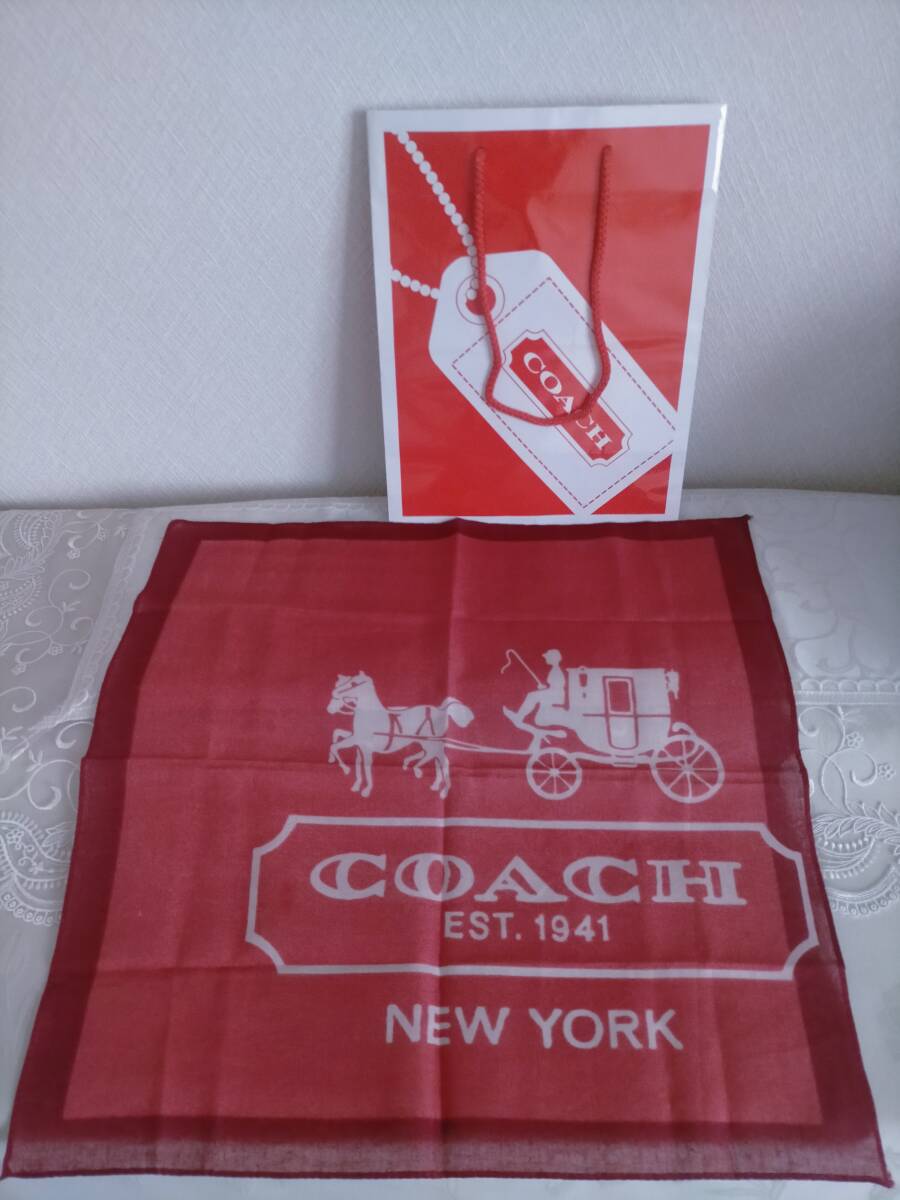 COACH
COACH
EST. 1941
NEW YORK